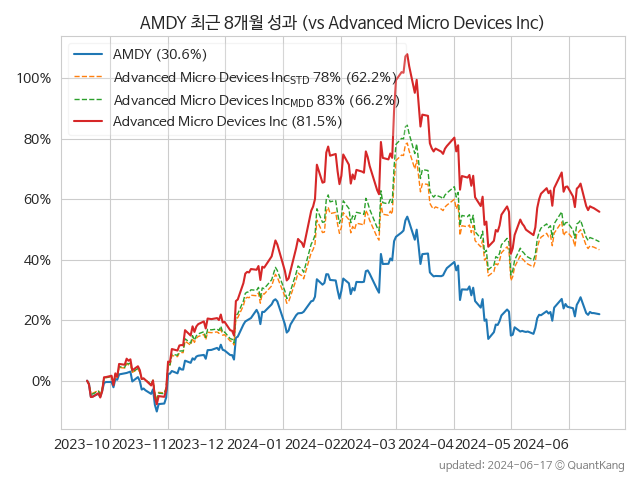 AMDY 최근 8개월 성과 (vs Advanced Micro Devices Inc)
AMDY (30.6%)
Advanced Micro Devices IncSTD 78% (62.2%)
Advanced Micro Devices IncMDD 83% (66.2%)
Advanced Micro Devices Inc (81.5%)
100%
80%
60%
40%
20%
0%
2023-10 2023-11 2023-12 2024-01 2024-02 2024-03 2024-04 2024-05 2024-06
updated: 2024-06-17 © QuantKang